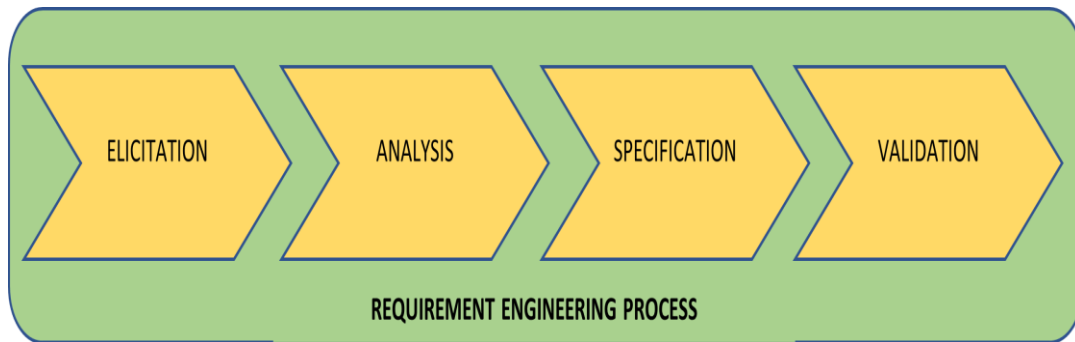 ELICITATION
ANALYSIS
SPECIFICATION
VALIDATION
REQUIREMENT ENGINEERING PROCESS